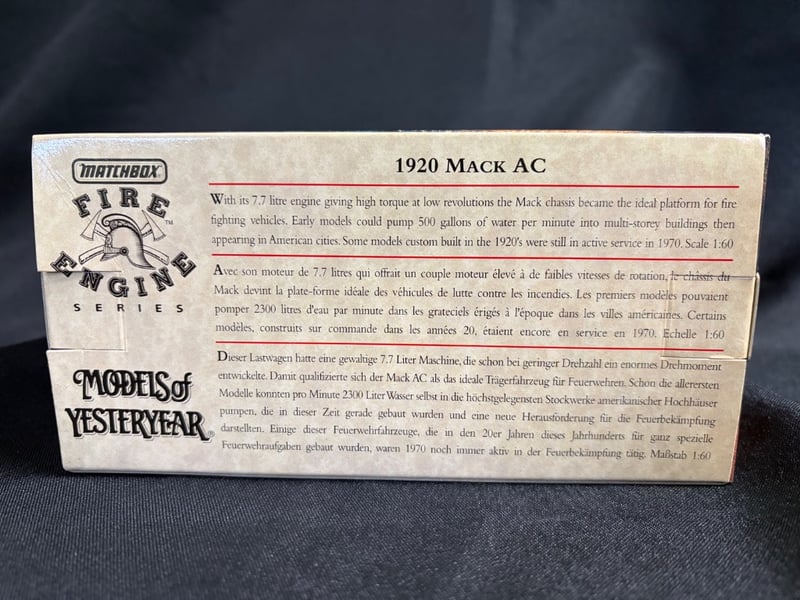 MATCHBOX
FIRE
™
ENGINE
SERIES
MODELS of
YESTERYEAR®
1920 MACK AC
With its 7.7 litre engine giving high torque at low revolutions the Mack chassis became the ideal platform for fire
fighting vehicles. Early models could pump 500 gallons of water per minute into multi-storey buildings then
appearing in American cities. Some models custom built in the 1920's were still in active service in 1970. Scale 1:60
Avec son moteur de 7.7 litres qui offrait un couple moteur élevé à de faibles vitesses de rotation, le châssis du
Mack devint la plate-forme idéale des véhicules de lutte contre les incendies. Les premiers modèles pouvaient
pomper 2300 litres d'eau par minute dans les grateciels érigés à l'époque dans les villes américaines. Certains
modèles, construits sur commande dans les années 20, étaient encore en service en 1970. Echelle 1:60
Dieser Lastwagen hatte eine gewaltige 7.7 Liter Maschine, die schon bei geringer Drehzahl ein enormes Drehmoment
entwickelte. Damit qualifizierte sich der Mack AC als das ideale Trägerfahrzeug für Feuerwehren. Schon die allerersten
Modelle konnten pro Minute 2300 Liter Wasser selbst in die höchstgelegensten Stockwerke amerikanischer Hochhäuser
pumpen, die in dieser Zeit gerade gebaut wurden und eine neue Herausforderung für die Feuerbekämpfung
darstellten. Einige dieser Feuerwehrfahrzeuge, die in den 20er Jahren dieses Jahrhunderts für ganz spezielle
Feuerwehraufgaben gebaut wurden, waren 1970 noch immer aktiv in der Feuerbekämpfung tätig. Maßstab 1:60